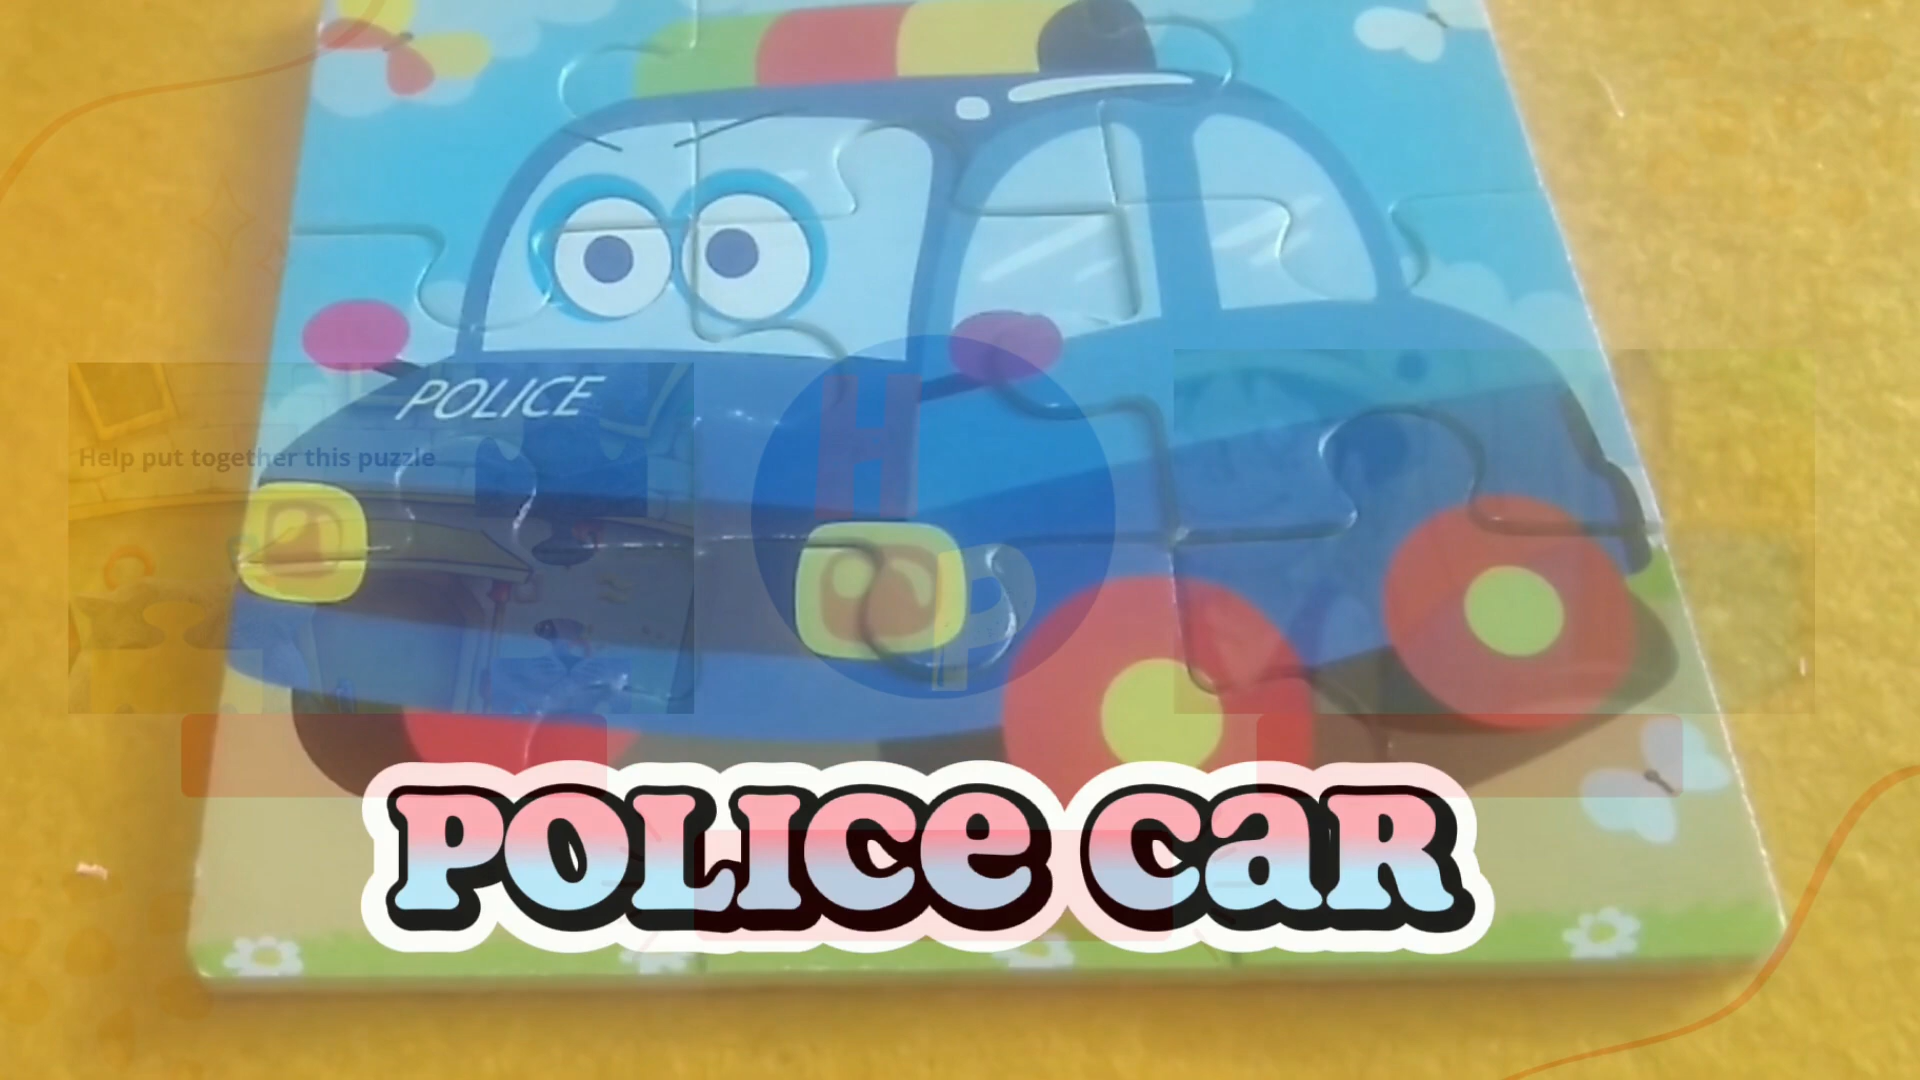 POLICE
Help put together this puzzle
H
P
POLICE CAR